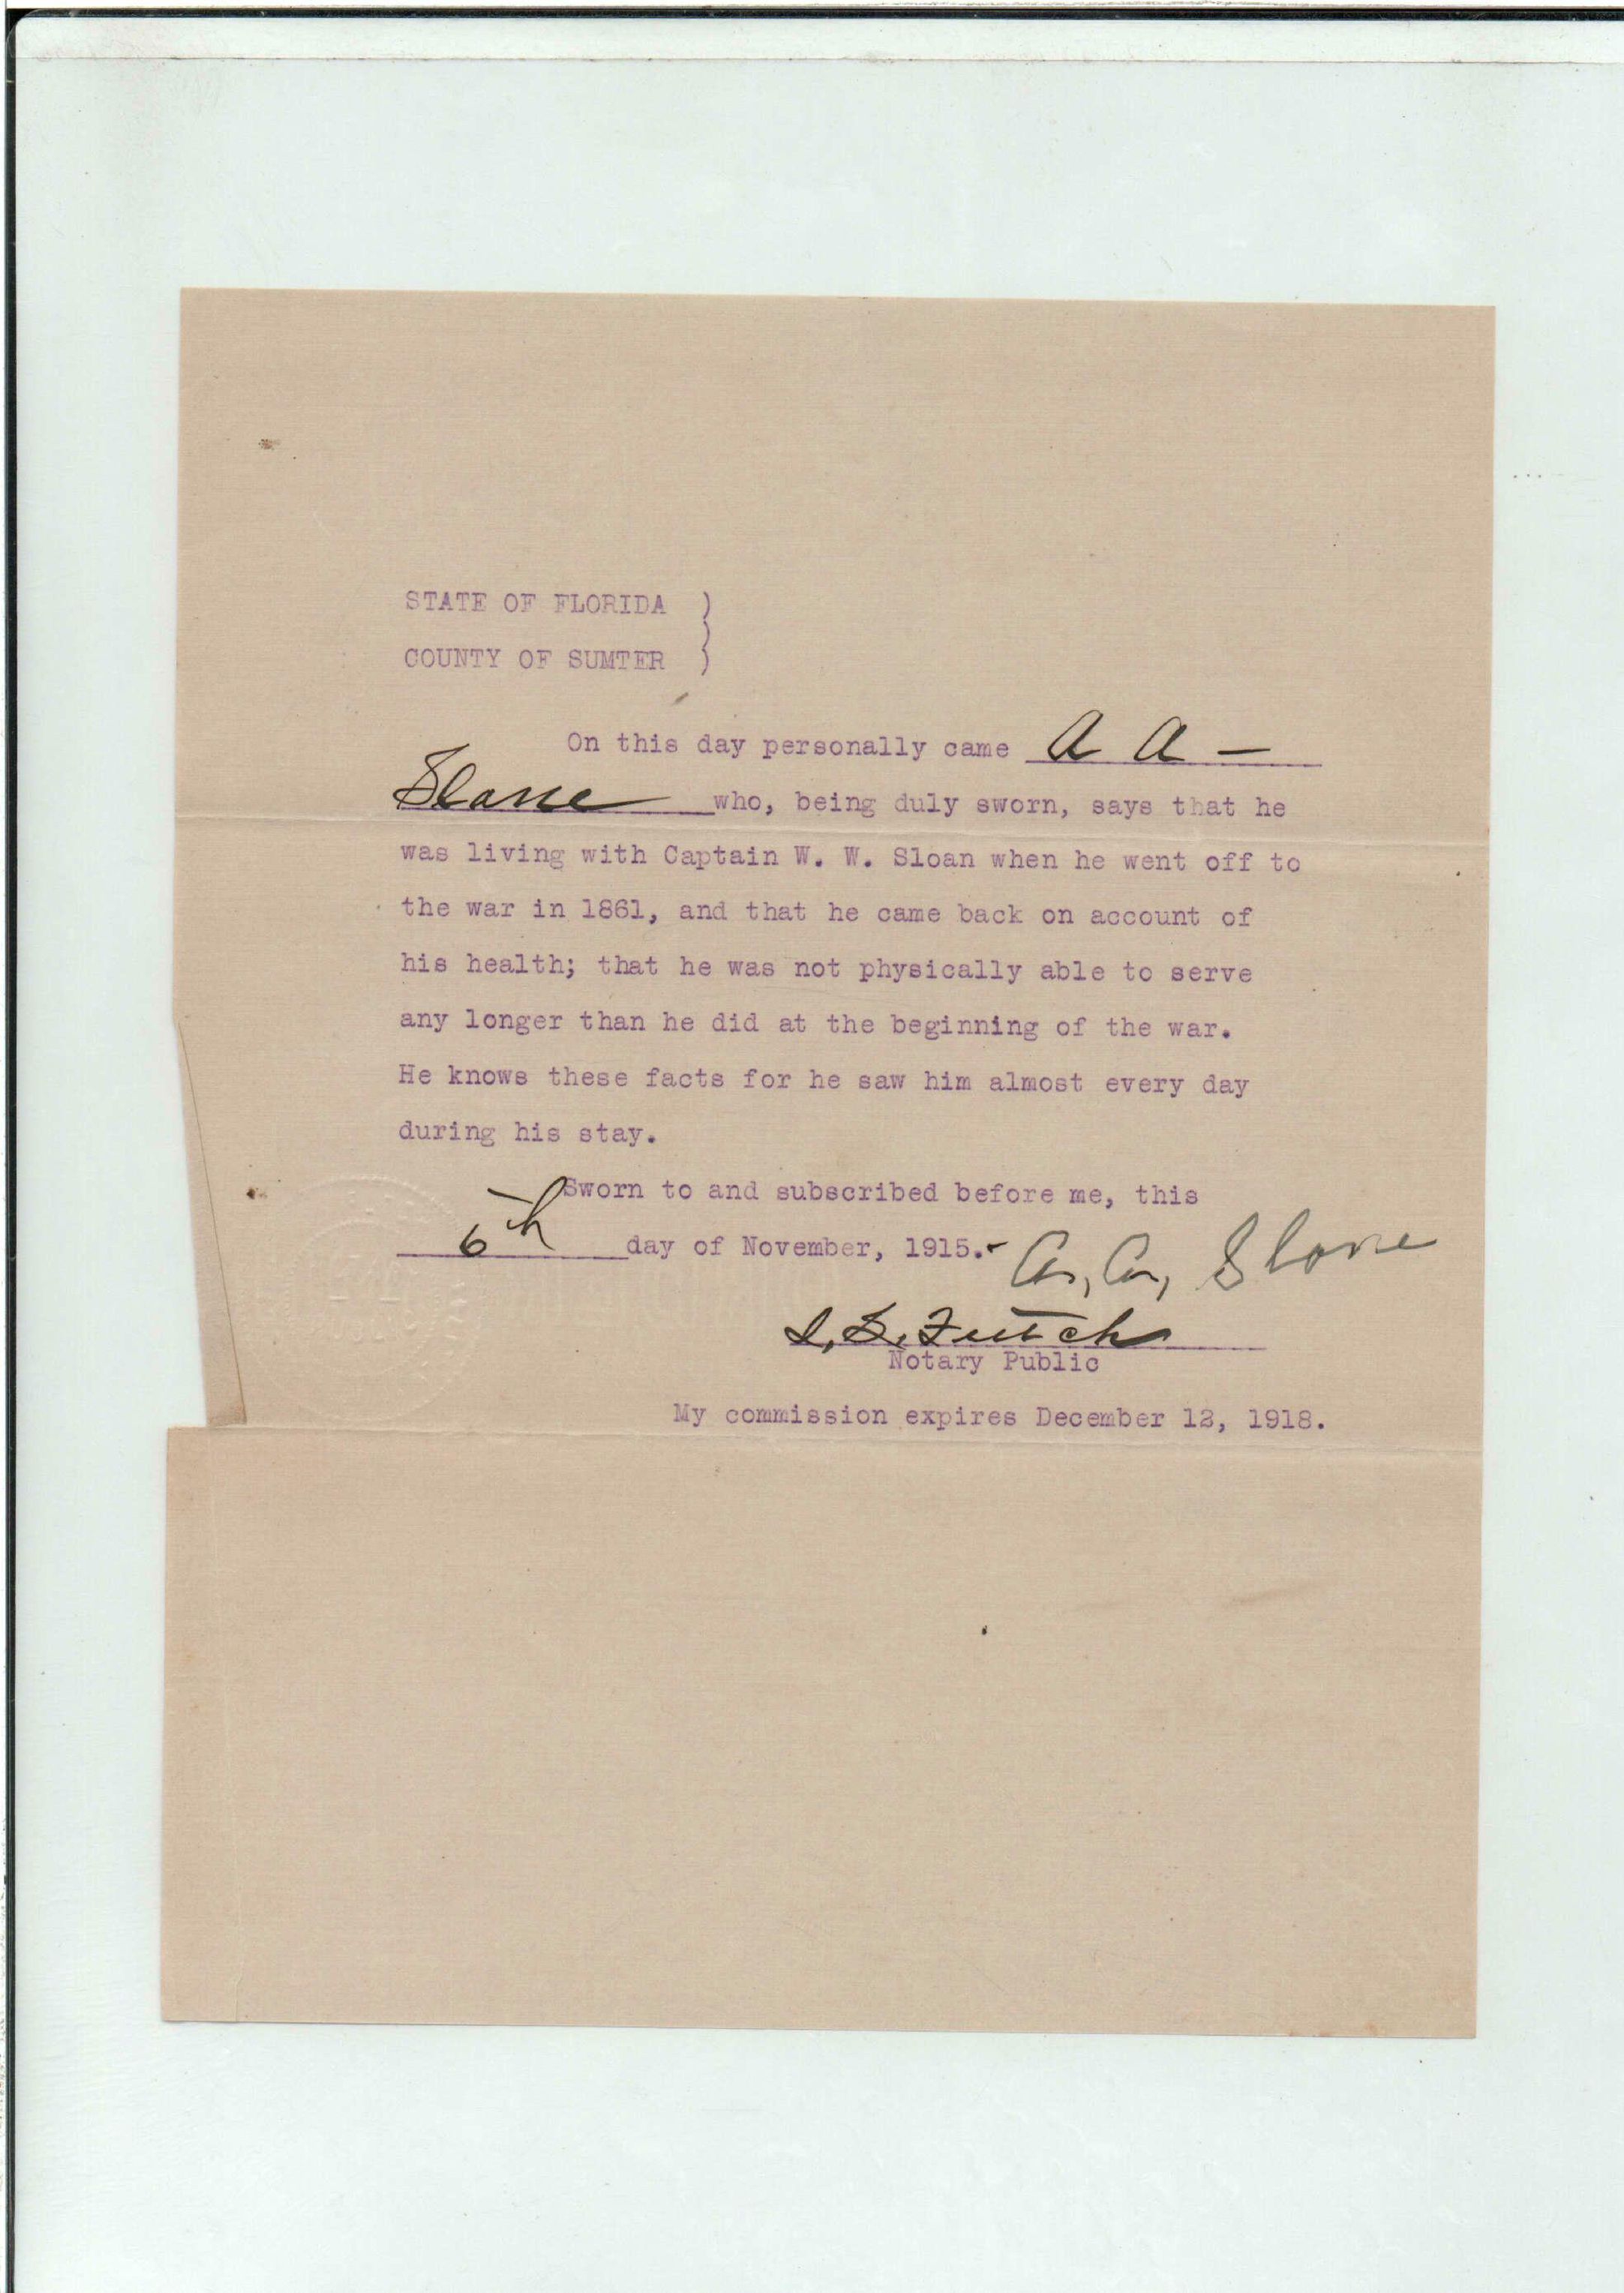 STATE OF FLORIDA )
)
COUNTY OF SUMTER )
On this day personally came A A —
Slone who, being duly sworn, says that he
was living with Captain W. W. Sloan when he went off to
the war in 1861, and that he came back on account of
his health; that he was not physically able to serve
any longer than he did at the beginning of the war.
He knows these facts for he saw him almost every day
during his stay.
Sworn to and subscribed before me, this
6th day of November, 1915.
A, A, Slone
Futch
Notary Public
My commission expires December 12, 1918.